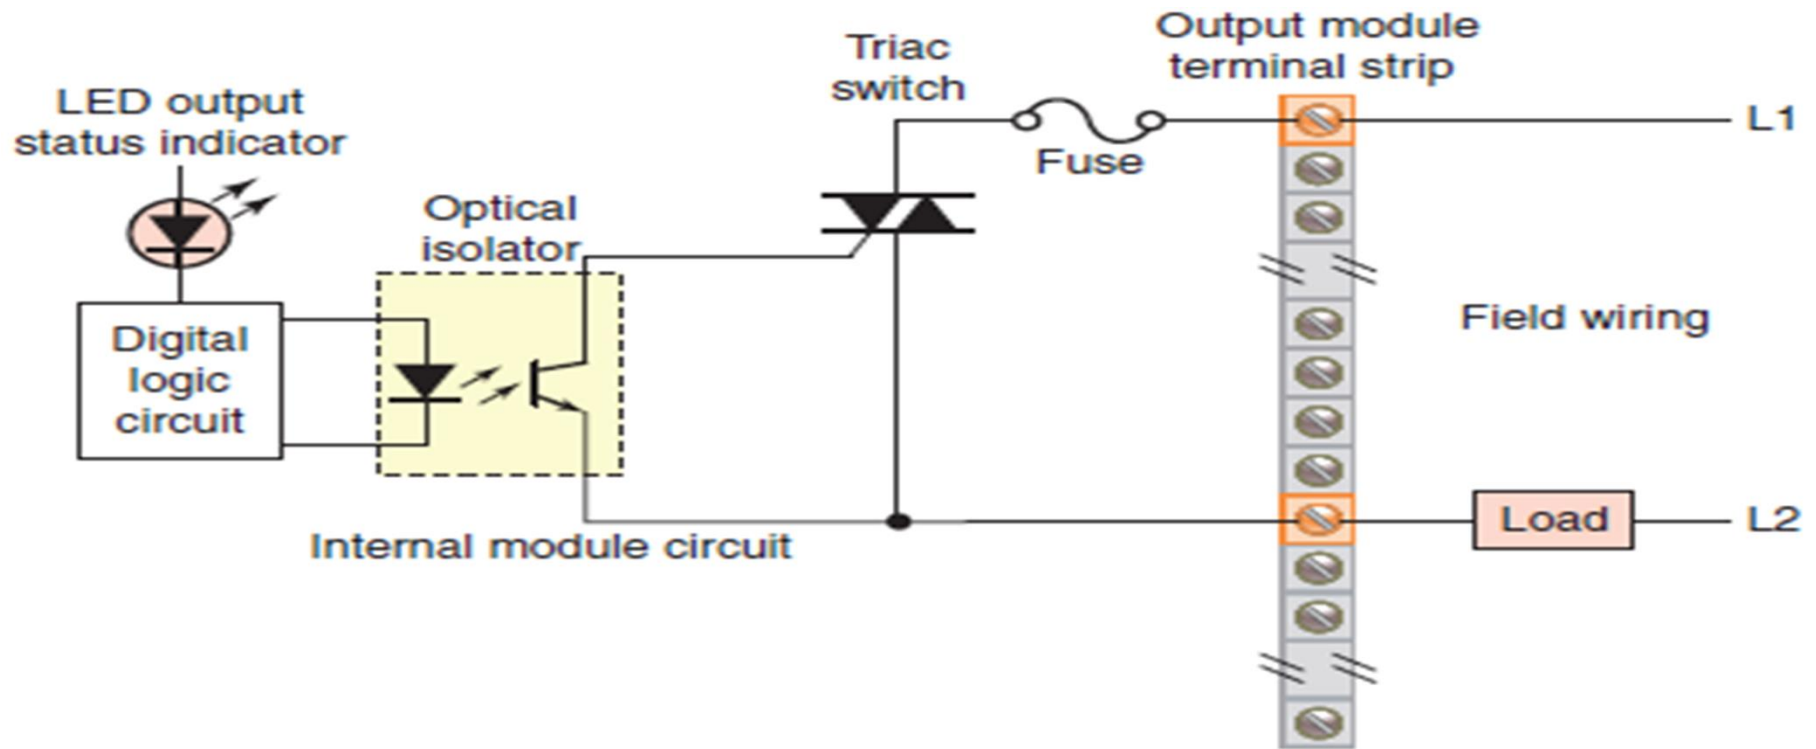 Output module
terminal strip
Triac
switch
LED output
status indicator
L1
Fuse
Optical
isolator
Field wiring
Digital
logic
circuit
Load
L2
Internal module circuit